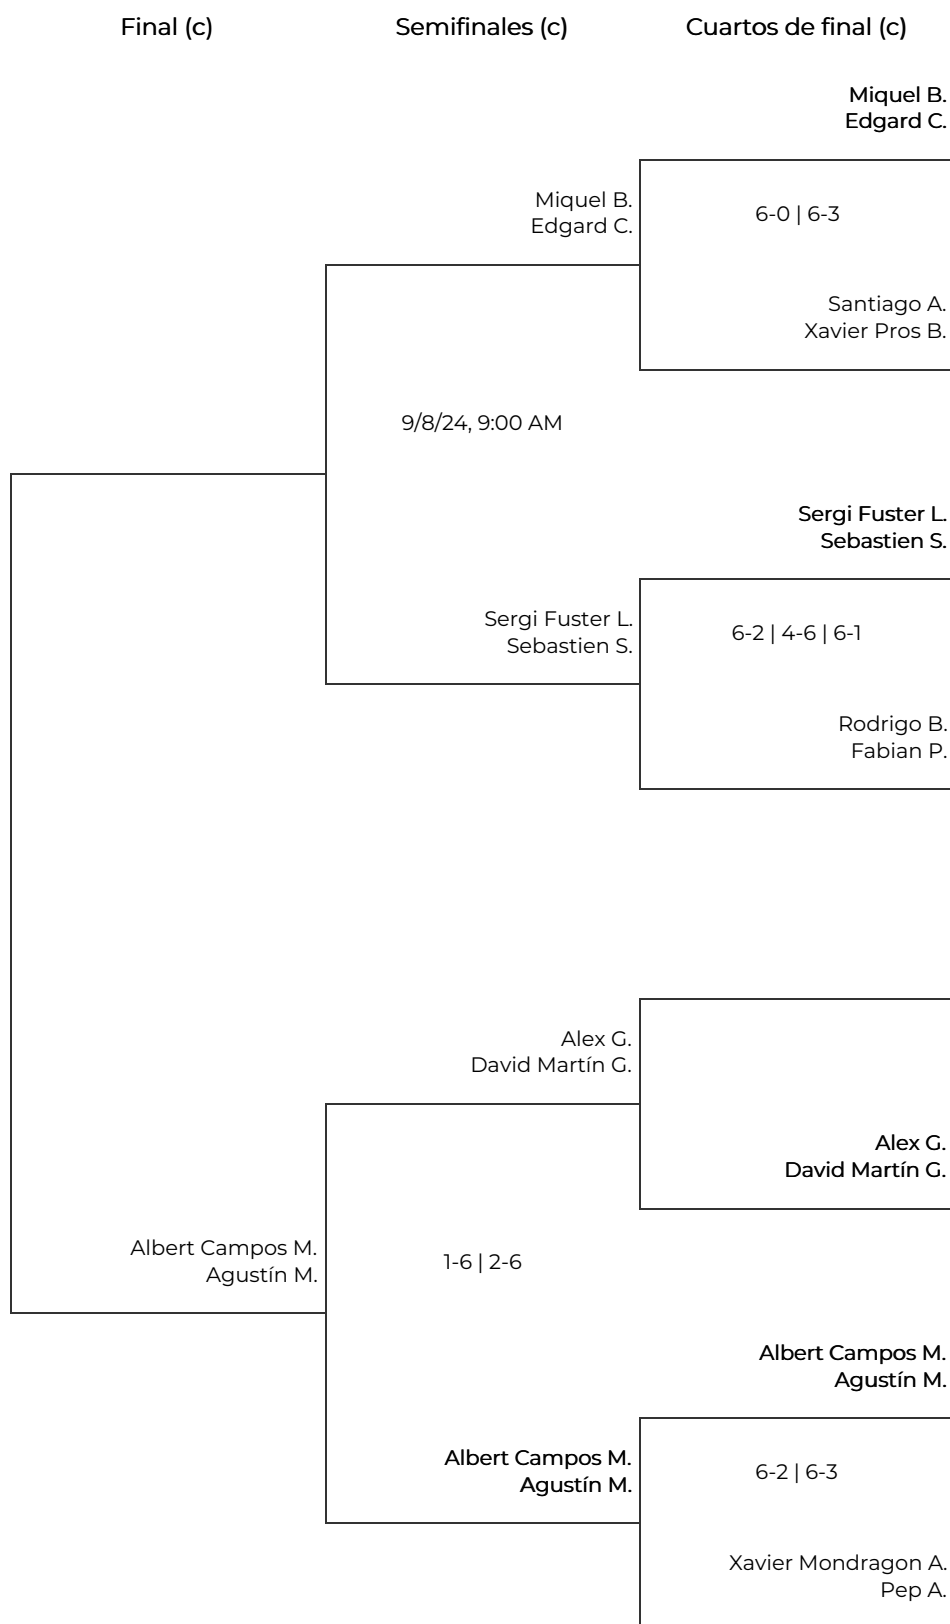 Final (c)
Semifinales (c)
Cuartos de final (c)
Miquel B.
Edgard C.
Miquel B.
Edgard C.
6-0 | 6-3
Santiago A.
Xavier Pros B.
9/8/24, 9:00 AM
Sergi Fuster L.
Sebastien S.
Sergi Fuster L.
Sebastien S.
6-2 | 4-6 | 6-1
Rodrigo B.
Fabian P.
Alex G.
David Martín G.
Alex G.
David Martín G.
Albert Campos M.
Agustín M.
1-6 | 2-6
Albert Campos M.
Agustín M.
Albert Campos M.
Agustín M.
6-2 | 6-3
Xavier Mondragon A.
Pep A.